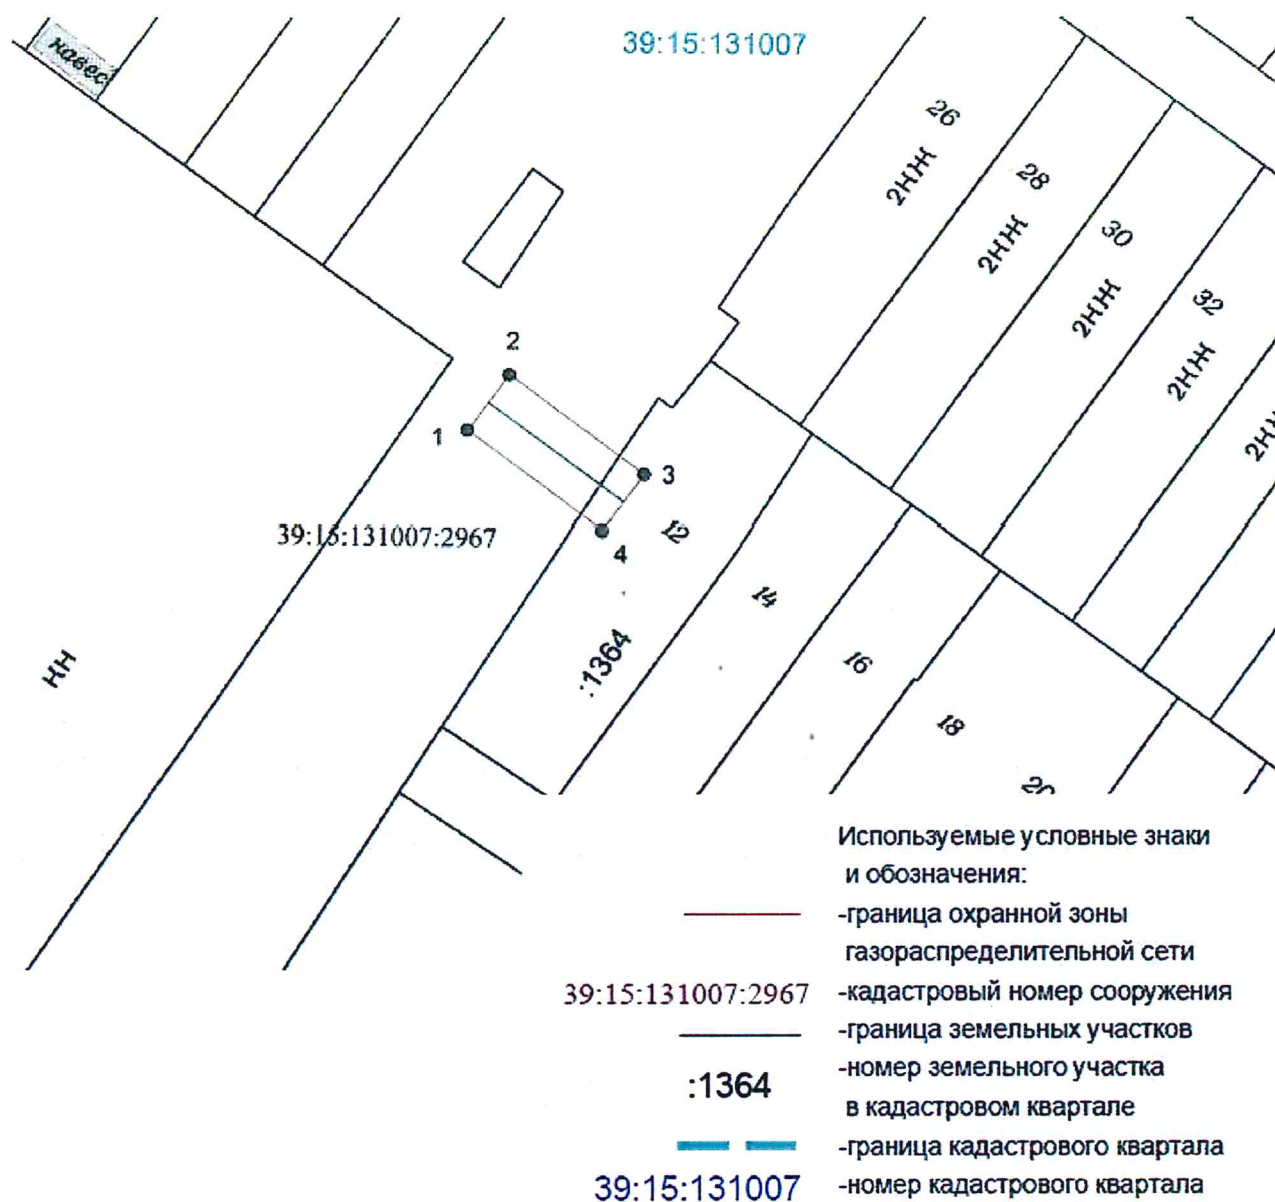 навес
39:15:131007
26
2НЖ
28
2НЖ
30
2НЖ
32
2НЖ
2НЖ
2
1
3
4
39:15:131007:2967
12
14
16
18
20
:1364
КН
Используемые условные знаки
и обозначения:
-граница охранной зоны
газораспределительной сети
39:15:131007:2967 -кадастровый номер сооружения
-граница земельных участков
:1364 -номер земельного участка
в кадастровом квартале
-граница кадастрового квартала
39:15:131007 -номер кадастрового квартала